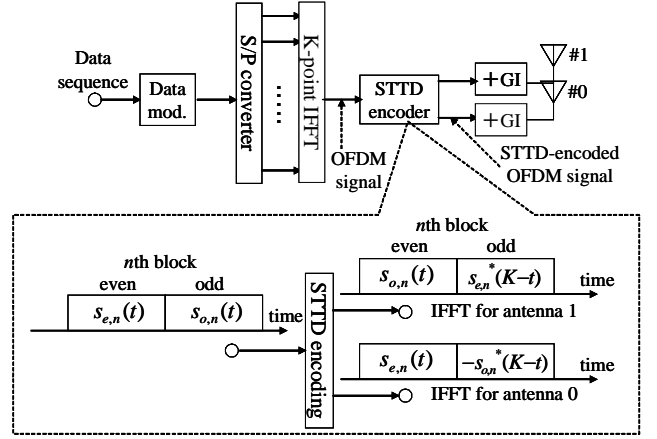 Data
sequence
Data
mod.
S/P converter
K-point IFFT
OFDM
signal
STTD
encoder
+GI
+GI
#1
#0
STTD-encoded
OFDM signal
nth block
even odd
s_{e,n}(t) s_{o,n}(t)
time
STTD encoding
nth block
even odd
s_{o,n}(t) s_{e,n}^*(K–t)
time
IFFT for antenna 1
s_{e,n}(t) –s_{o,n}^*(K–t)
time
IFFT for antenna 0